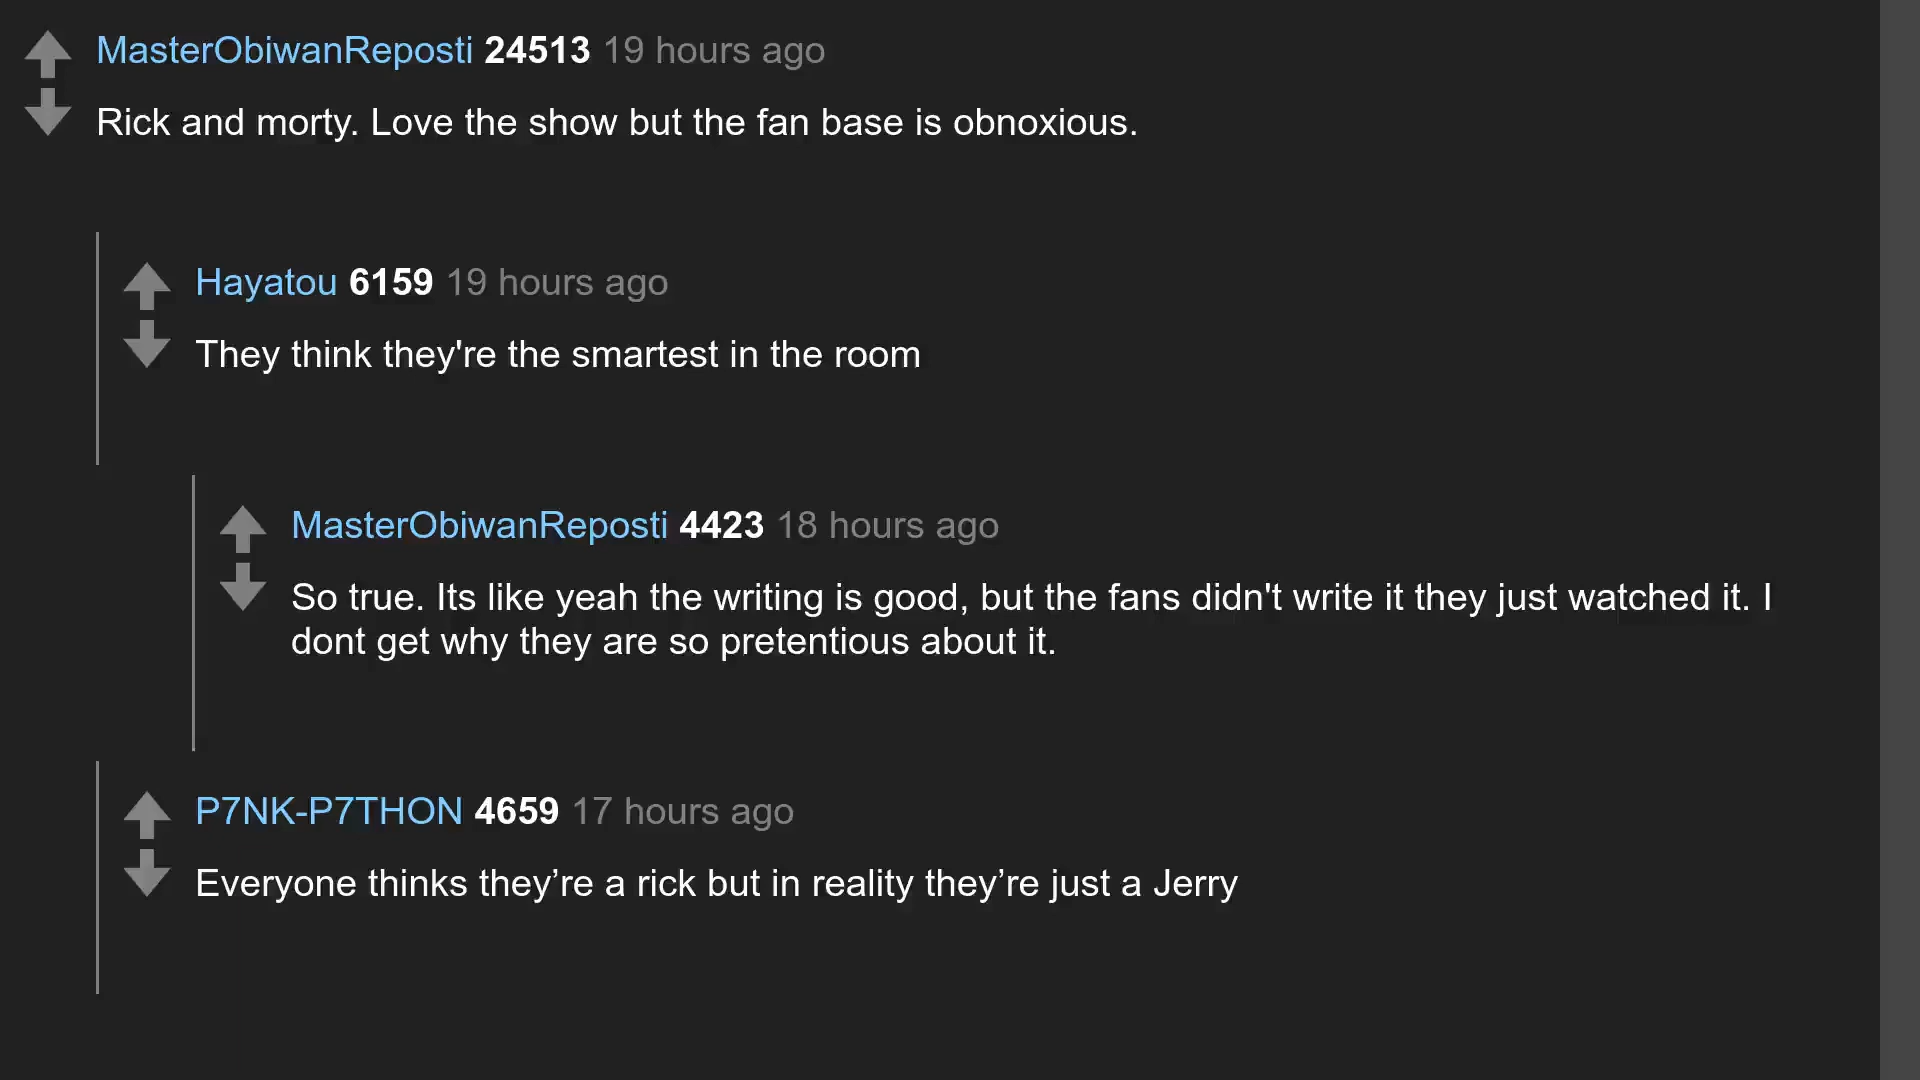 MasterObiwanReposti 24513 19 hours ago
Rick and morty. Love the show but the fan base is obnoxious.
Hayatou 6159 19 hours ago
They think they're the smartest in the room
MasterObiwanReposti 4423 18 hours ago
So true. Its like yeah the writing is good, but the fans didn't write it they just watched it. I
dont get why they are so pretentious about it.
P7NK-P7THON 4659 17 hours ago
Everyone thinks they’re a rick but in reality they’re just a Jerry